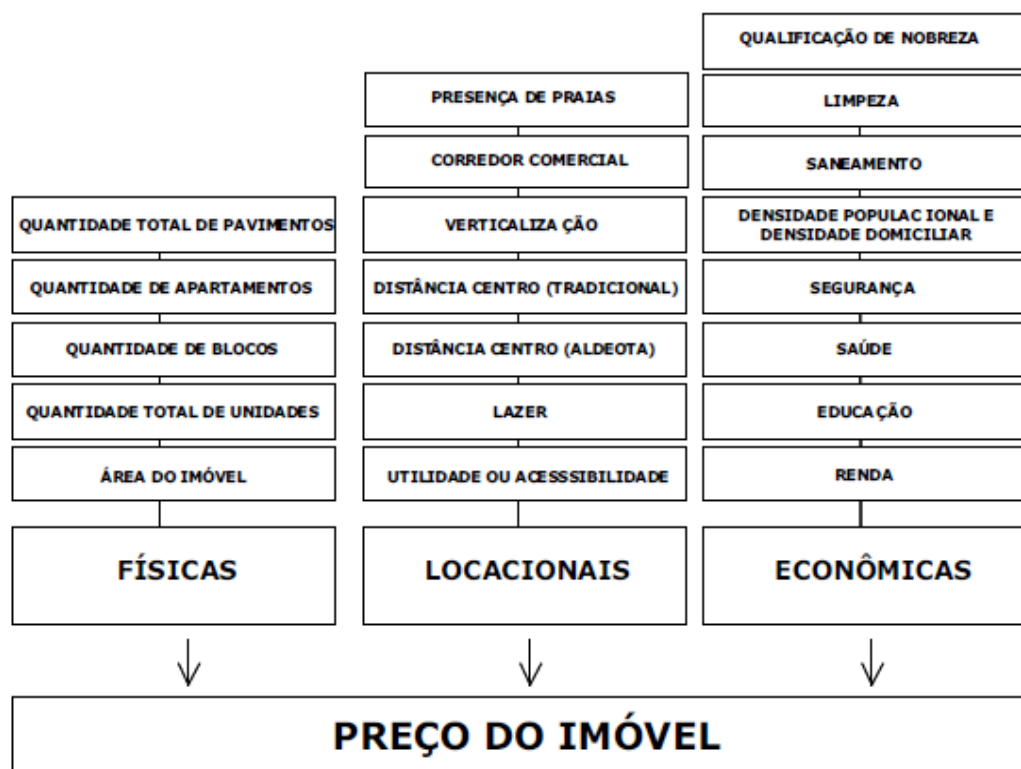 QUANTIDADE TOTAL DE PAVIMENTOS
QUANTIDADE DE APARTAMENTOS
QUANTIDADE DE BLOCOS
QUANTIDADE TOTAL DE UNIDADES
ÁREA DO IMÓVEL
FÍSICAS
PRESENÇA DE PRAIAS
CORREDOR COMERCIAL
VERTICALIZA ÇÃO
DISTÂNCIA CENTRO (TRADICIONAL)
DISTÂNCIA CENTRO (ALDEOTA)
LAZER
UTILIDADE OU ACESSSIBILIDADE
LOCACIONAIS
QUALIFICAÇÃO DE NOBREZA
LIMPEZA
SANEAMENTO
DENSIDADE POPULAC IONAL E
DENSIDADE DOMICILIAR
SEGURANÇA
SAÚDE
EDUCAÇÃO
RENDA
ECONÔMICAS
PREÇO DO IMÓVEL